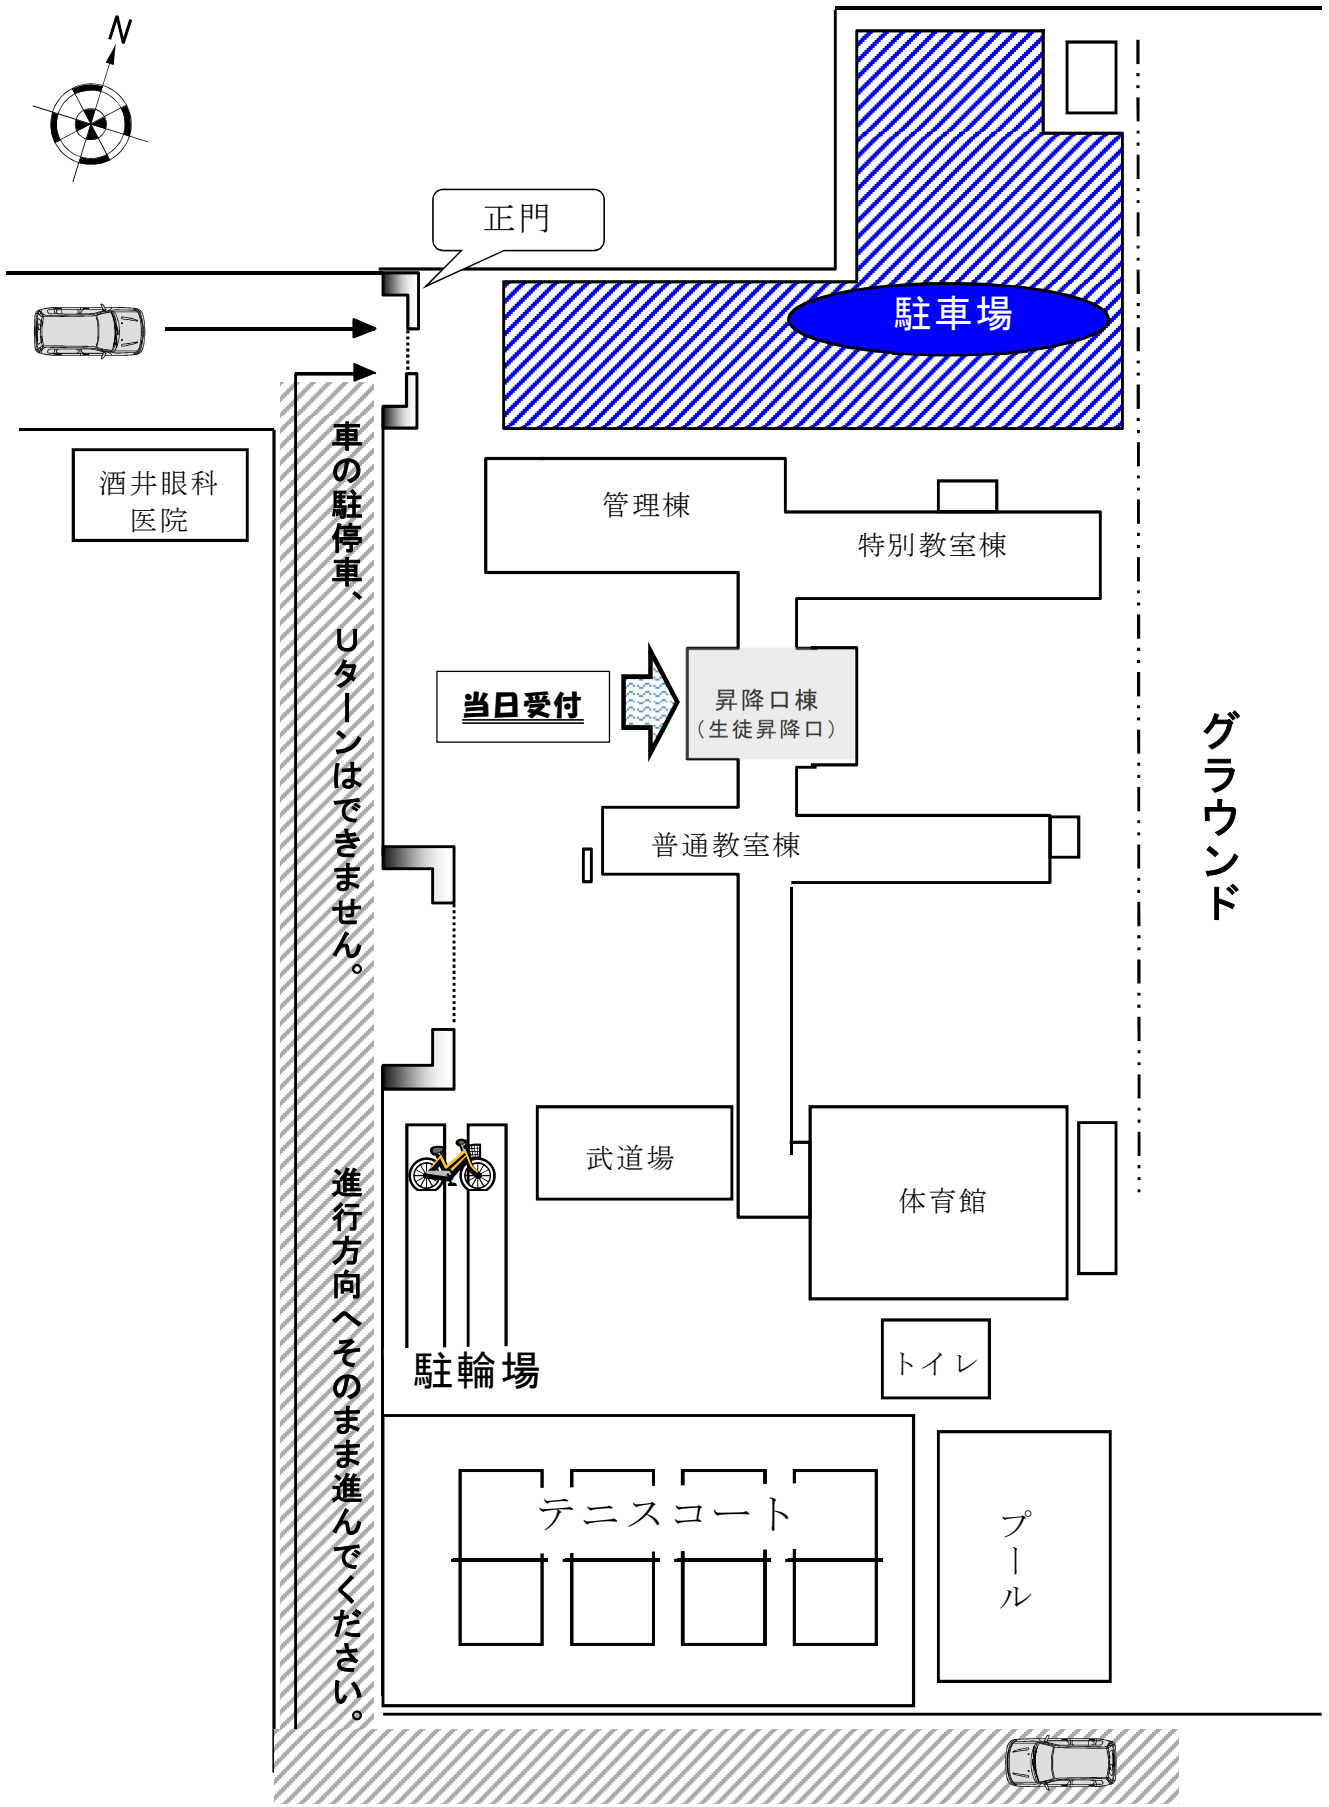 N
正門
駐車場
酒井眼科
医院
車の駐停車、Uターンはできません。
進行方向へそのまま進んでください。
管理棟
特別教室棟
当日受付
昇降口棟
（生徒昇降口）
グラウンド
普通教室棟
武道場
体育館
駐輪場
トイレ
テニスコート
プール